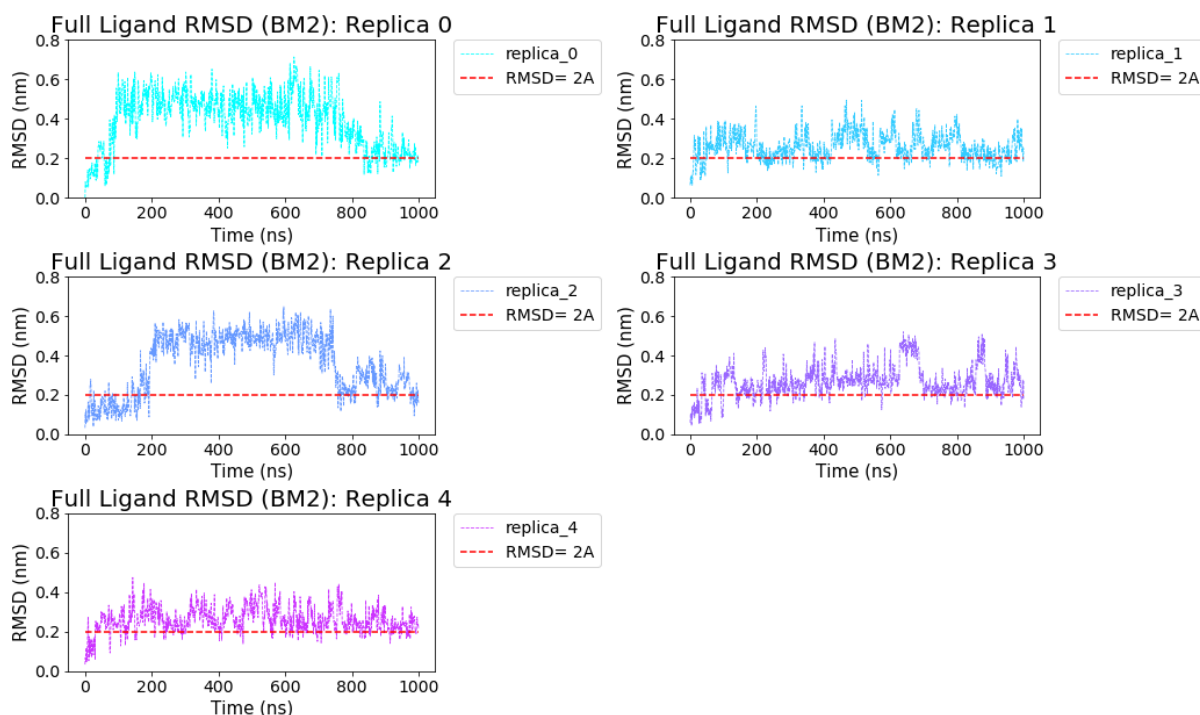 Full Ligand RMSD (BM2): Replica 0
0.8
0.6
0.4
0.2
0.0
RMSD (nm)
0 200 400 600 800 1000
Time (ns)
replica_0
RMSD= 2A
Full Ligand RMSD (BM2): Replica 1
0.8
0.6
0.4
0.2
0.0
RMSD (nm)
0 200 400 600 800 1000
Time (ns)
replica_1
RMSD= 2A
Full Ligand RMSD (BM2): Replica 2
0.8
0.6
0.4
0.2
0.0
RMSD (nm)
0 200 400 600 800 1000
Time (ns)
replica_2
RMSD= 2A
Full Ligand RMSD (BM2): Replica 3
0.8
0.6
0.4
0.2
0.0
RMSD (nm)
0 200 400 600 800 1000
Time (ns)
replica_3
RMSD= 2A
Full Ligand RMSD (BM2): Replica 4
0.8
0.6
0.4
0.2
0.0
RMSD (nm)
0 200 400 600 800 1000
Time (ns)
replica_4
RMSD= 2A